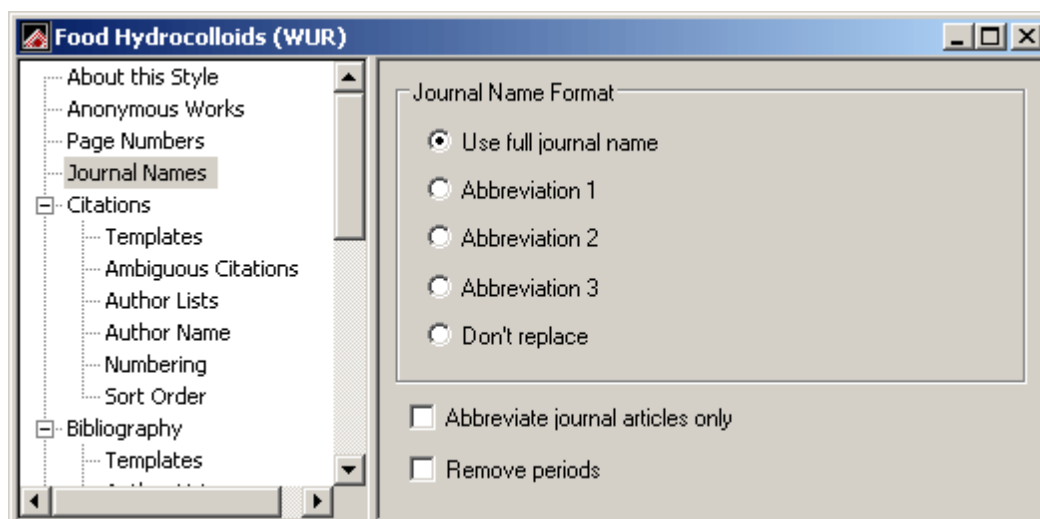 Food Hydrocolloids (WUR)
About this Style
Anonymous Works
Page Numbers
Journal Names
Citations
Templates
Ambiguous Citations
Author Lists
Author Name
Numbering
Sort Order
Bibliography
Templates
Journal Name Format
Use full journal name
Abbreviation 1
Abbreviation 2
Abbreviation 3
Don't replace
Abbreviate journal articles only
Remove periods